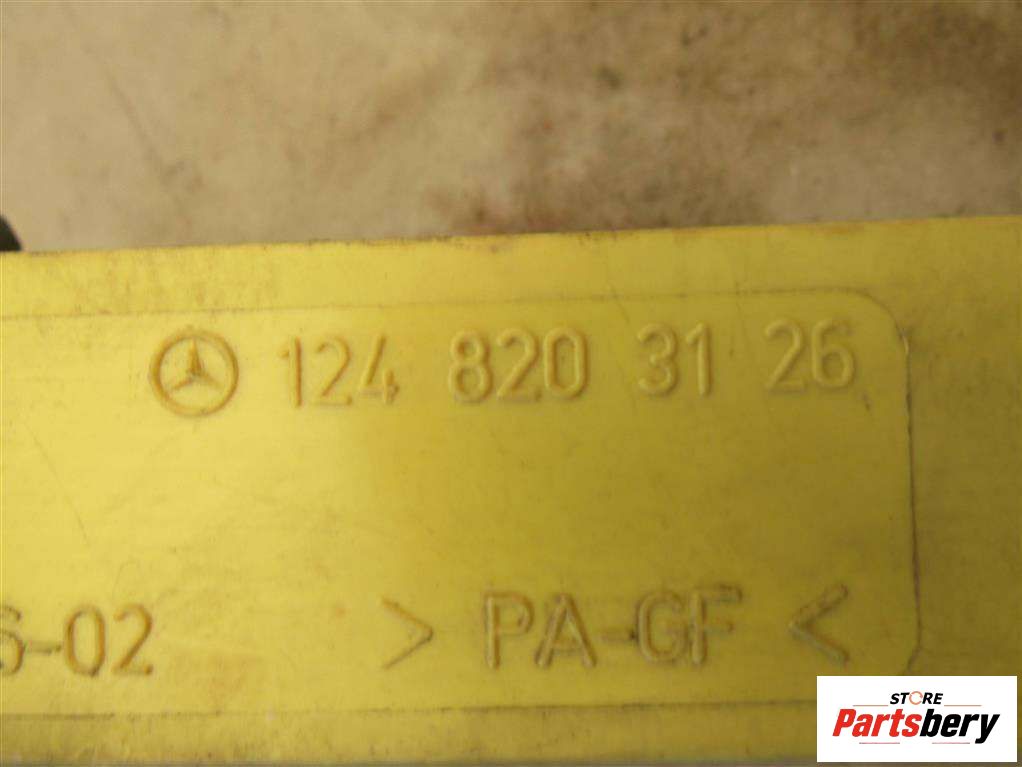 124 820 31 26
6-02 > PA-GF <
STORE
Partsbery